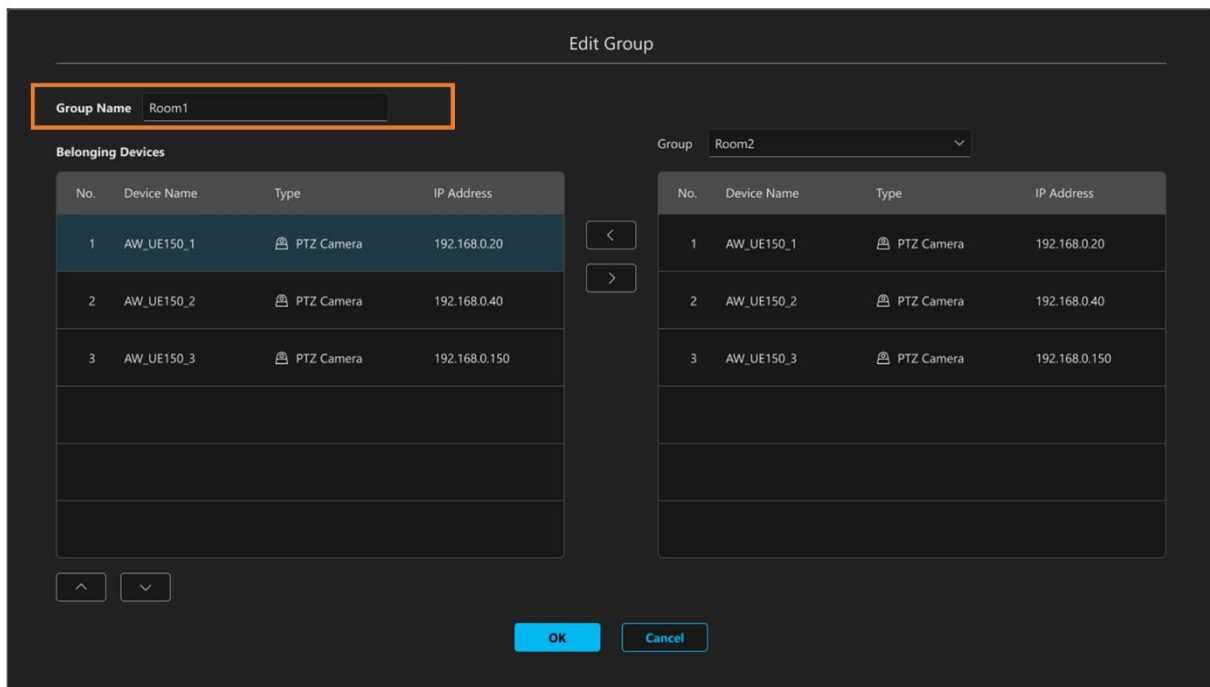 Edit Group
Group Name Room1
Belonging Devices
No. Device Name Type IP Address
1 AW_UE150_1 PTZ Camera 192.168.0.20
2 AW_UE150_2 PTZ Camera 192.168.0.40
3 AW_UE150_3 PTZ Camera 192.168.0.150
Group Room2
No. Device Name Type IP Address
1 AW_UE150_1 PTZ Camera 192.168.0.20
2 AW_UE150_2 PTZ Camera 192.168.0.40
3 AW_UE150_3 PTZ Camera 192.168.0.150
OK Cancel